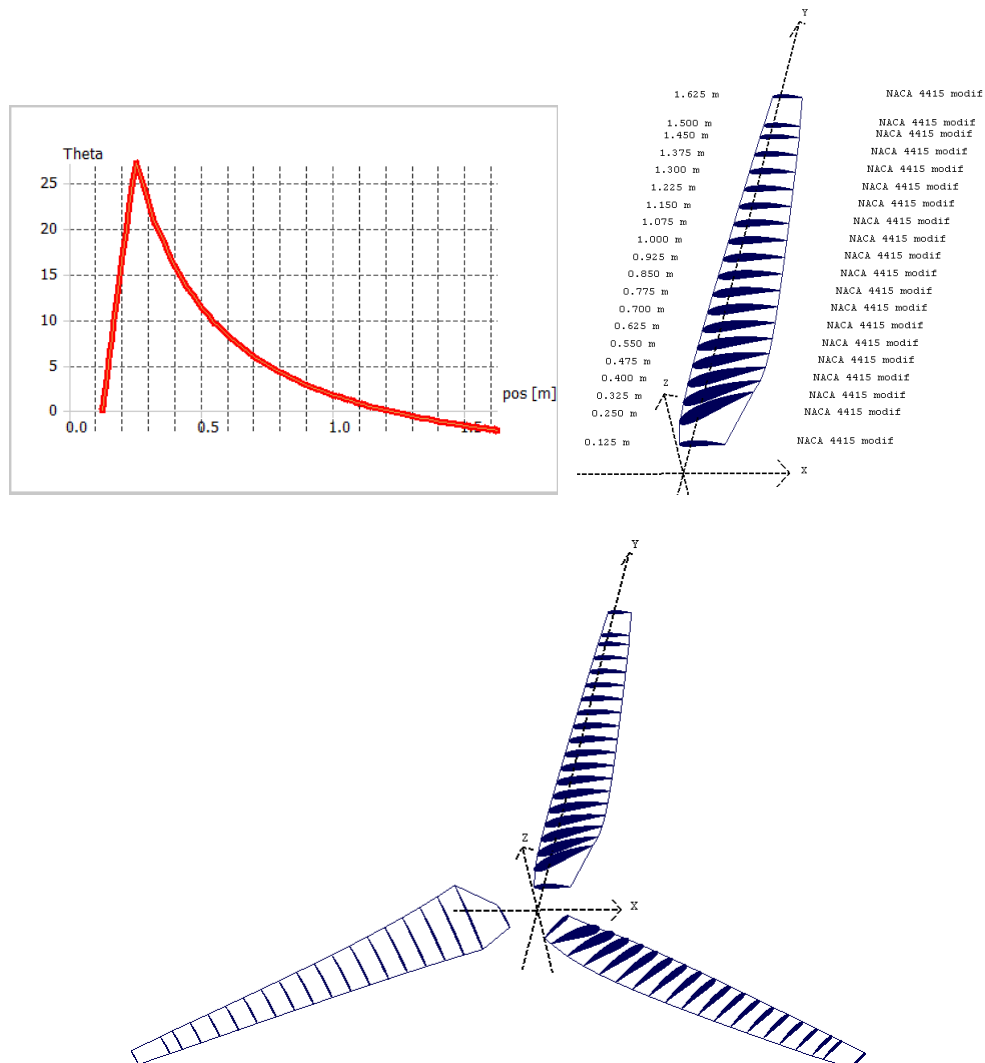 Theta
25
20
15
10
5
0
pos [m]
0.0 0.5 1.0 1.5
Y
1.625 m NACA 4415 modif
1.500 m NACA 4415 modif
1.450 m NACA 4415 modif
1.375 m NACA 4415 modif
1.300 m NACA 4415 modif
1.225 m NACA 4415 modif
1.150 m NACA 4415 modif
1.075 m NACA 4415 modif
1.000 m NACA 4415 modif
0.925 m NACA 4415 modif
0.850 m NACA 4415 modif
0.775 m NACA 4415 modif
0.700 m NACA 4415 modif
0.625 m NACA 4415 modif
0.550 m NACA 4415 modif
0.475 m NACA 4415 modif
0.400 m NACA 4415 modif
Z
0.325 m NACA 4415 modif
0.250 m NACA 4415 modif
0.125 m NACA 4415 modif
X
Y
Z
X